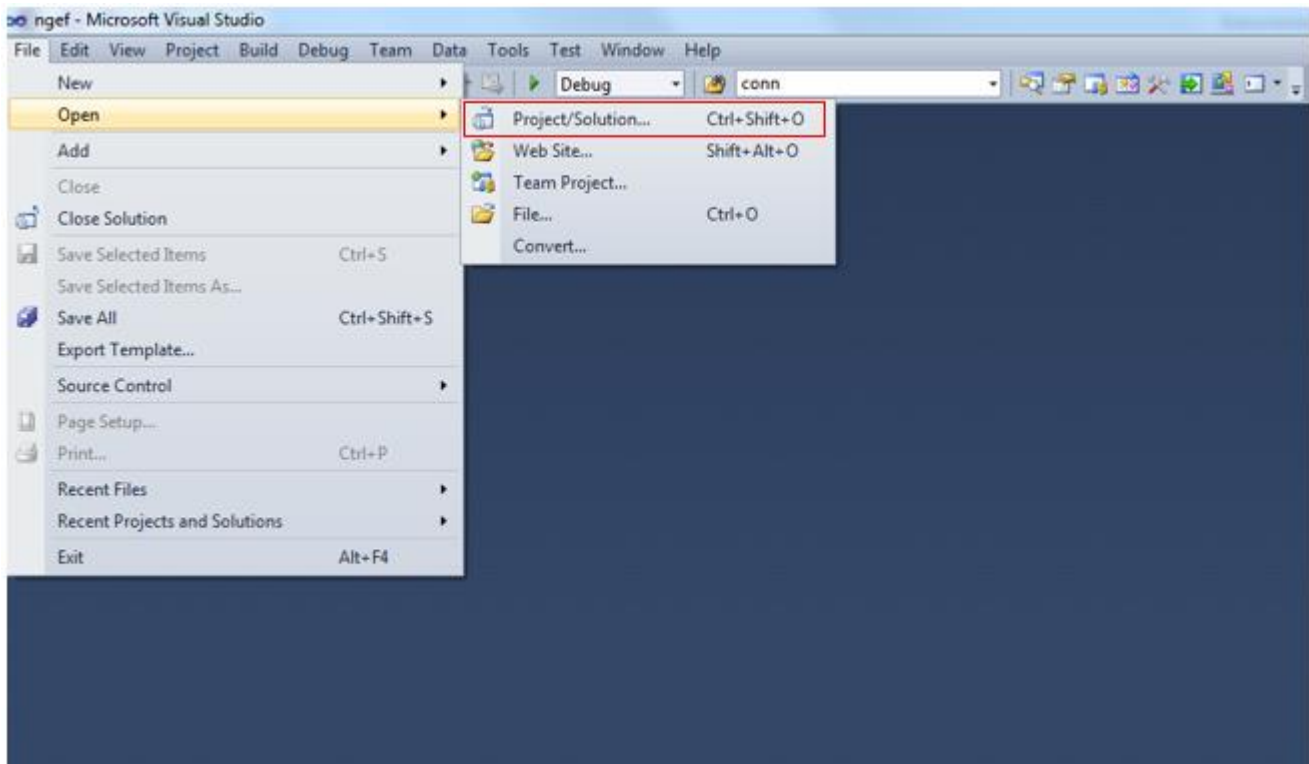 ngef - Microsoft Visual Studio
File Edit View Project Build Debug Team Data Tools Test Window Help
Debug conn
New
Open
Add
Close
Close Solution
Save Selected Items Ctrl+S
Save Selected Items As...
Save All Ctrl+Shift+S
Export Template...
Source Control
Page Setup...
Print... Ctrl+P
Recent Files
Recent Projects and Solutions
Exit Alt+F4
Project/Solution... Ctrl+Shift+O
Web Site... Shift+Alt+O
Team Project...
File... Ctrl+O
Convert...